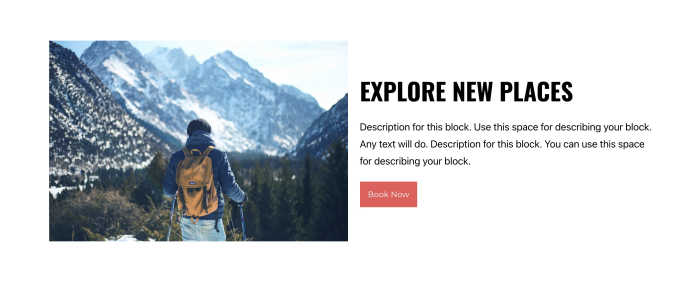 EXPLORE NEW PLACES
Description for this block. Use this space for describing your block.
Any text will do. Description for this block. You can use this space
for describing your block.
Book Now